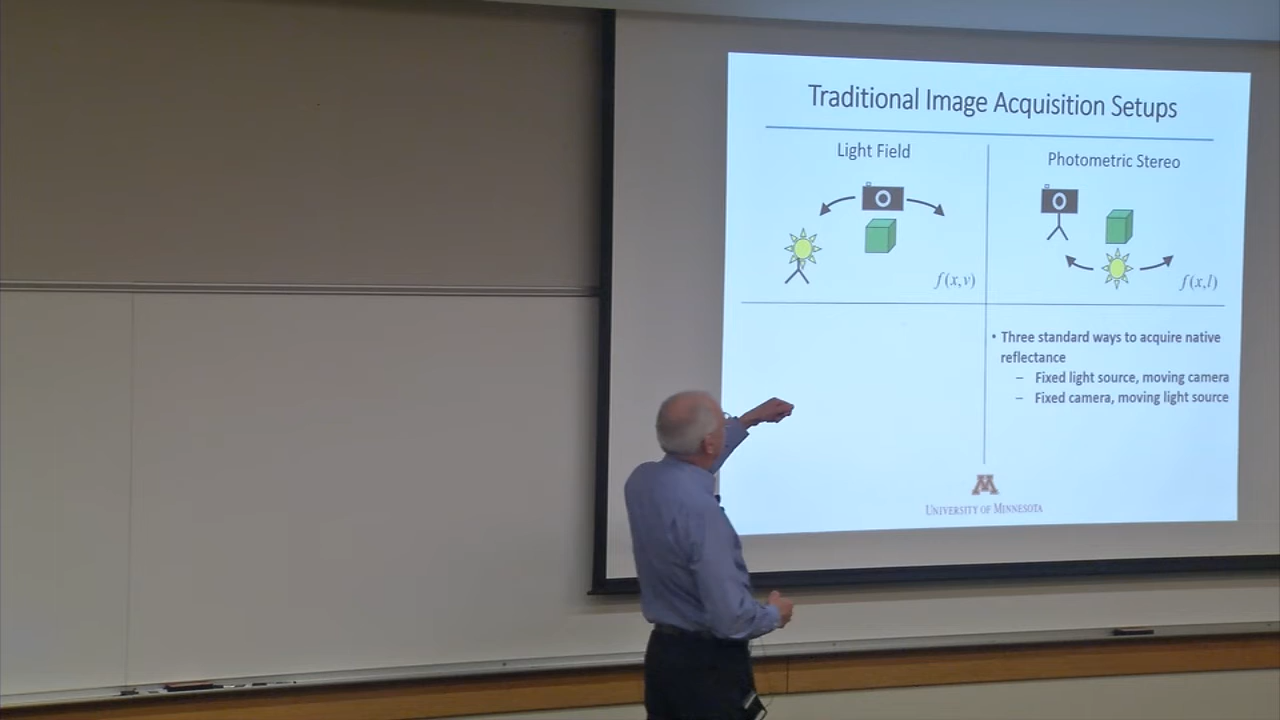 Traditional Image Acquisition Setups
Light Field
f(x,v)
Photometric Stereo
f(x,l)
• Three standard ways to acquire native
reflectance
– Fixed light source, moving camera
– Fixed camera, moving light source
M
UNIVERSITY OF MINNESOTA